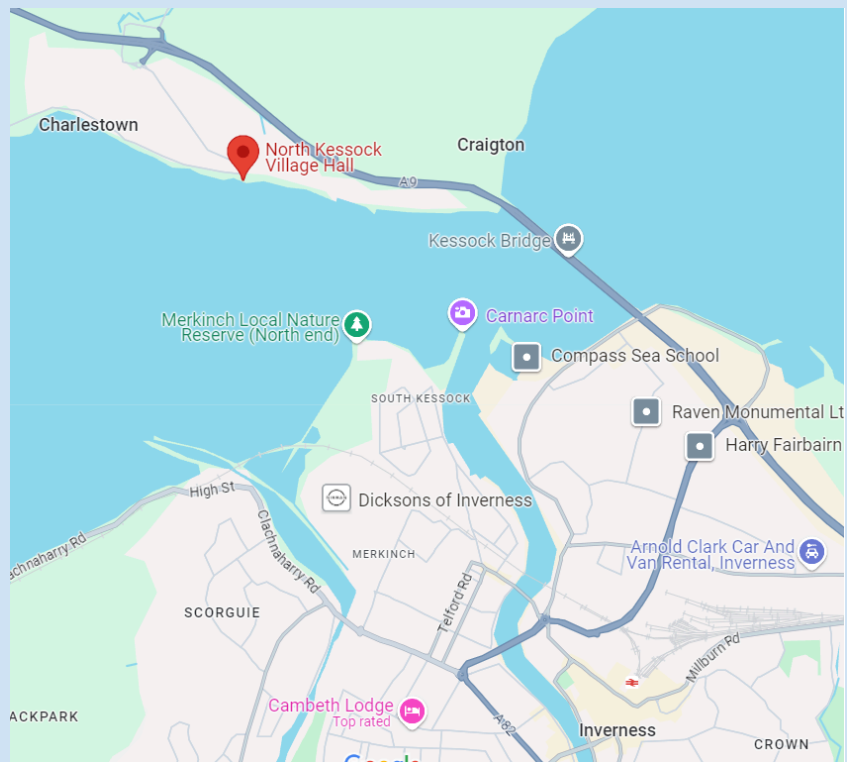 Charlestown
North Kessock
Village Hall
Craigton
A9
Kessock Bridge
Merkinch Local Nature
Reserve (North end)
Carnarc Point
Compass Sea School
SOUTH KESSOCK
Raven Monumental Lt
Harry Fairbairn
High St
Dicksons of Inverness
Clachnaharry Rd
achnaharry Rd
MERKINCH
Arnold Clark Car And
Van Rental, Inverness
Telford Rd
SCORGUIE
Millburn Rd
Cambeth Lodge
Top rated
ACKPARK
A82
Inverness
CROWN
Google